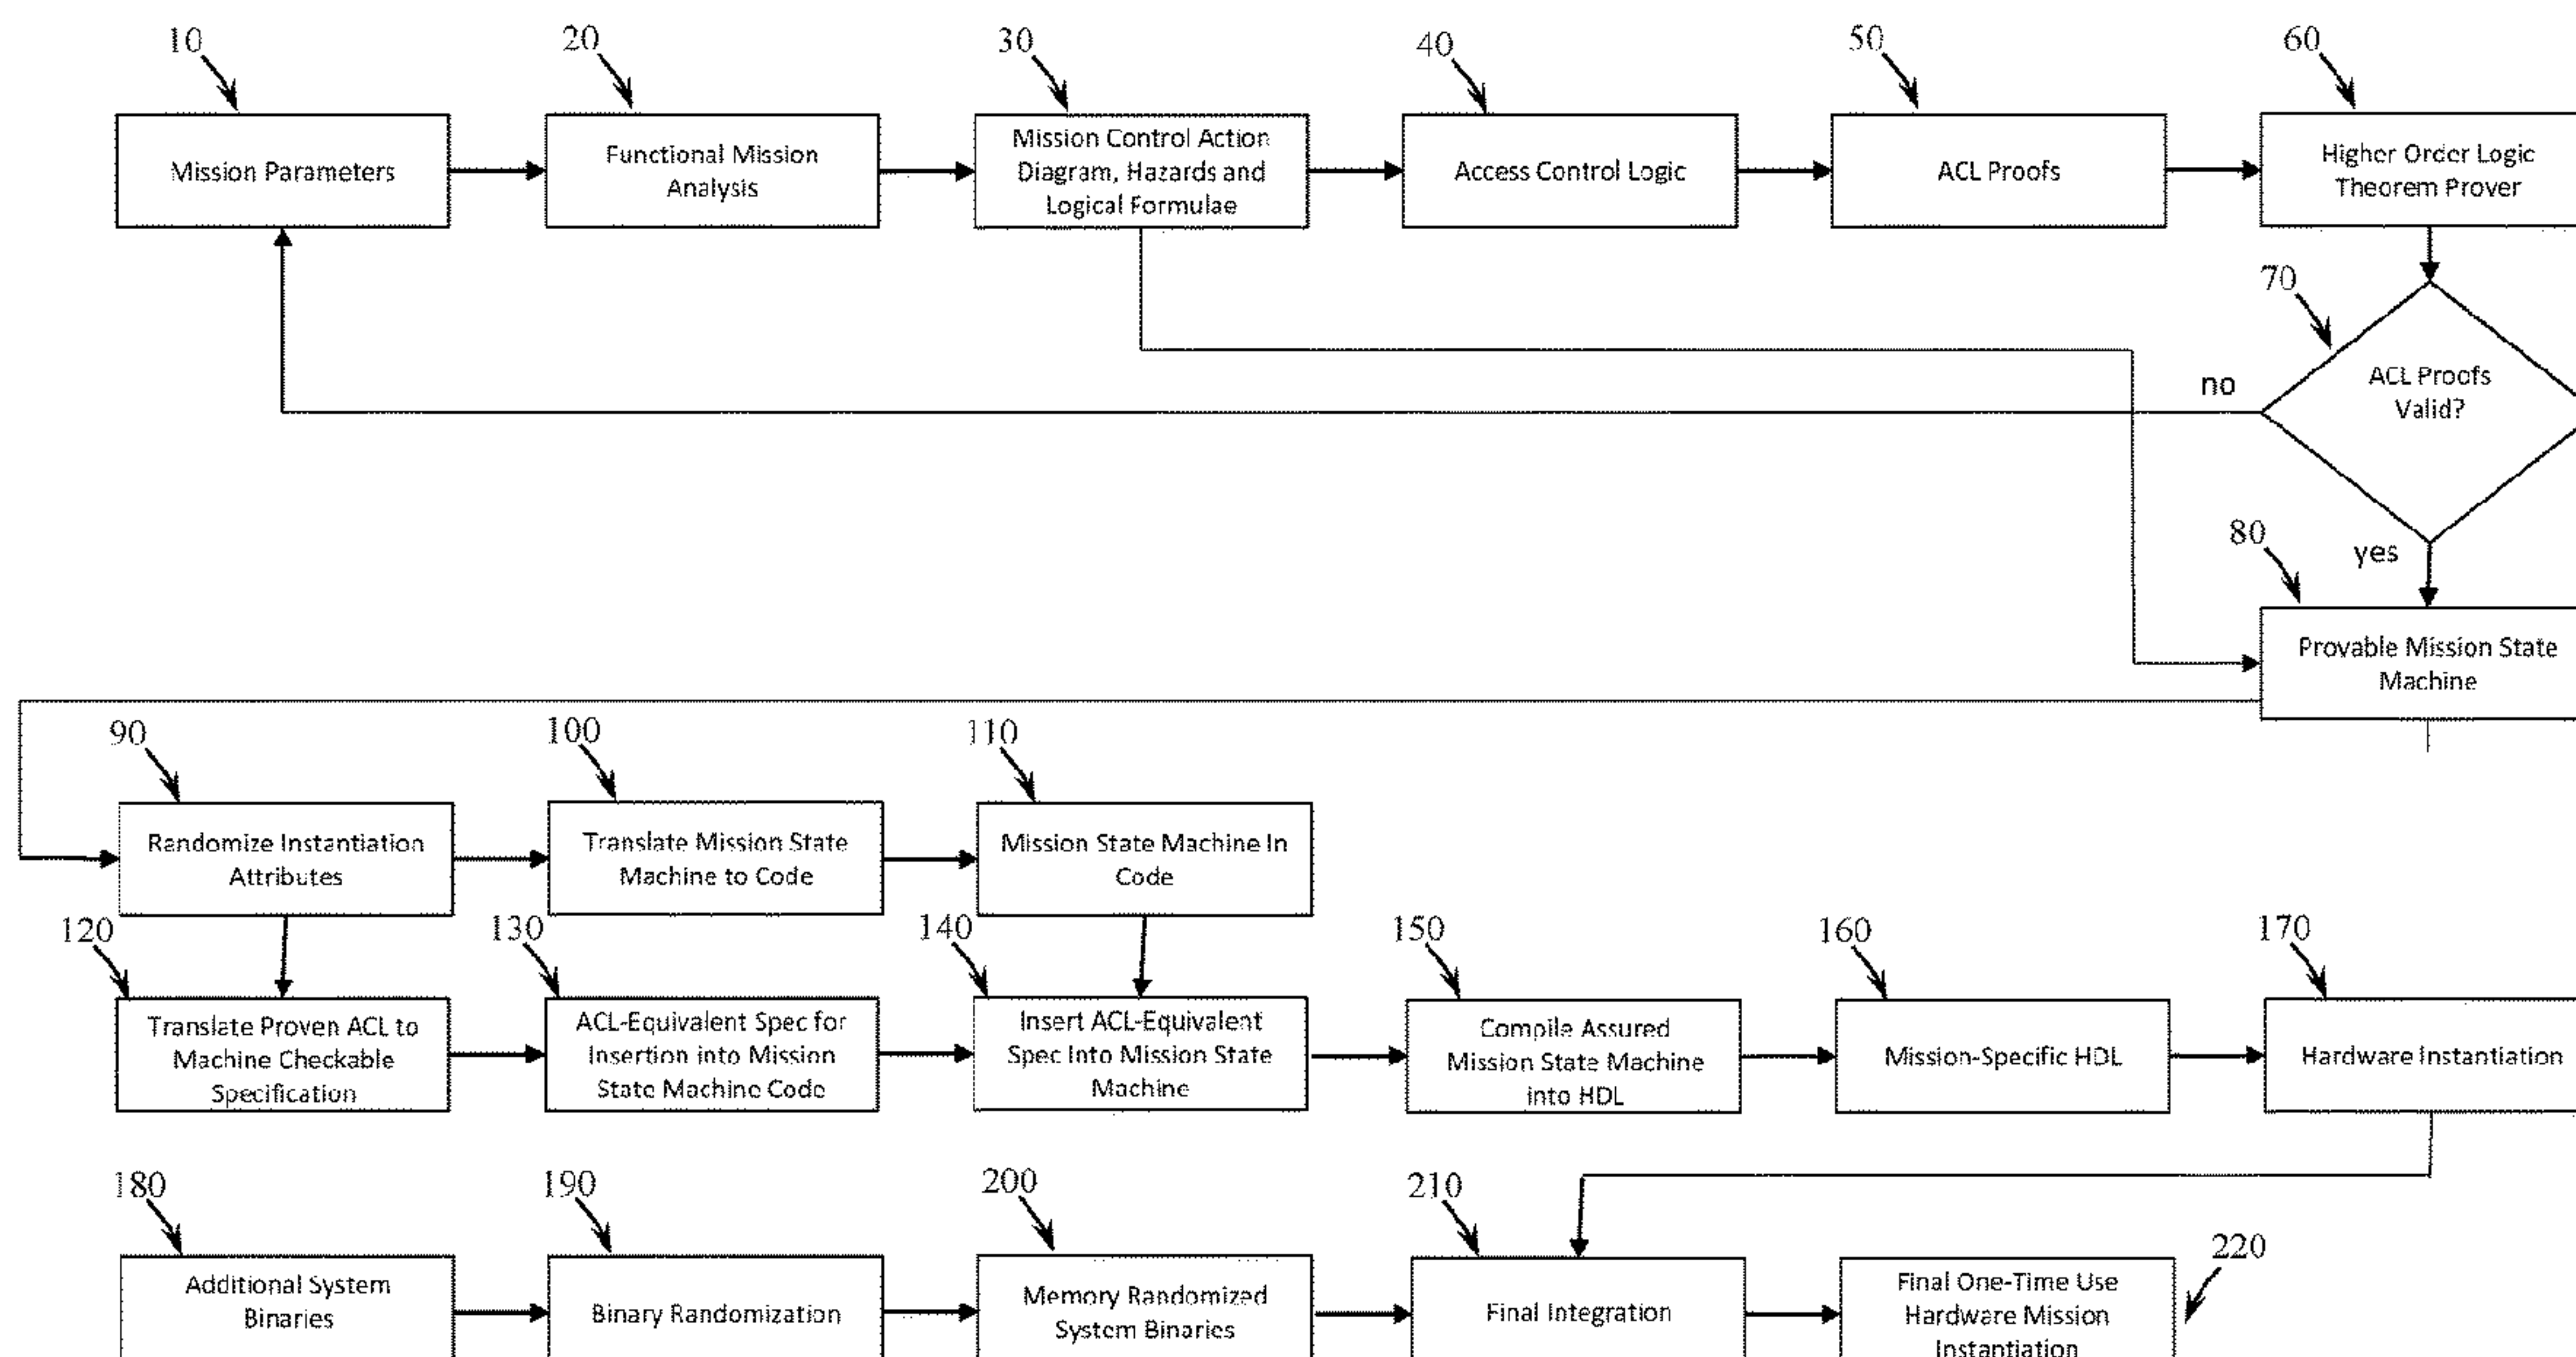 10
20
30
40
50
60
Mission Parameters
Functional Mission
Analysis
Mission Control Action
Diagram, Hazards and
Logical Formulae
Access Control Logic
ACL Proofs
Higher Order Logic
Theorem Prover
70
ACL Proofs
Valid?
no
yes
80
Provable Mission State
Machine
90
100
110
Randomize Instantiation
Attributes
Translate Mission State
Machine to Code
Mission State Machine In
Code
120
130
140
150
160
170
Translate Proven ACL to
Machine Checkable
Specification
ACL-Equivalent Spec for
Insertion into Mission
State Machine Code
Insert ACL-Equivalent
Spec Into Mission State
Machine
Compile Assured
Mission State Machine
into HDL
Mission-Specific HDL
Hardware Instantiation
180
190
200
210
220
Additional System
Binaries
Binary Randomization
Memory Randomized
System Binaries
Final Integration
Final One-Time Use
Hardware Mission
Instantiation